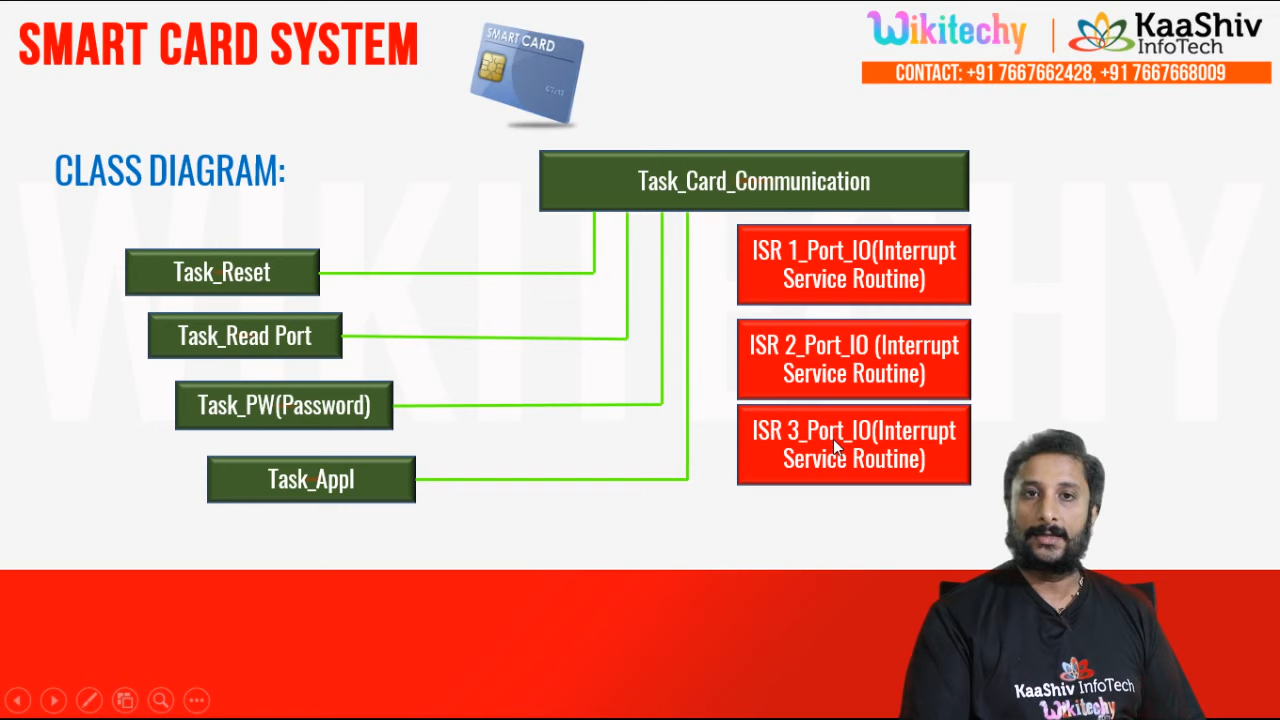 SMART CARD SYSTEM
SMART CARD
Wikitechy
KaaShiv
InfoTech
CONTACT: +91 7667662428, +91 7667668009
CLASS DIAGRAM:
Task_Card_Communication
Task_Reset
Task_Read Port
Task_PW(Password)
Task_Appl
ISR 1_Port_IO(Interrupt
Service Routine)
ISR 2_Port_IO (Interrupt
Service Routine)
ISR 3_Port_IO(Interrupt
Service Routine)
WIKITECHY
KaaShiv InfoTech
Wikitechy